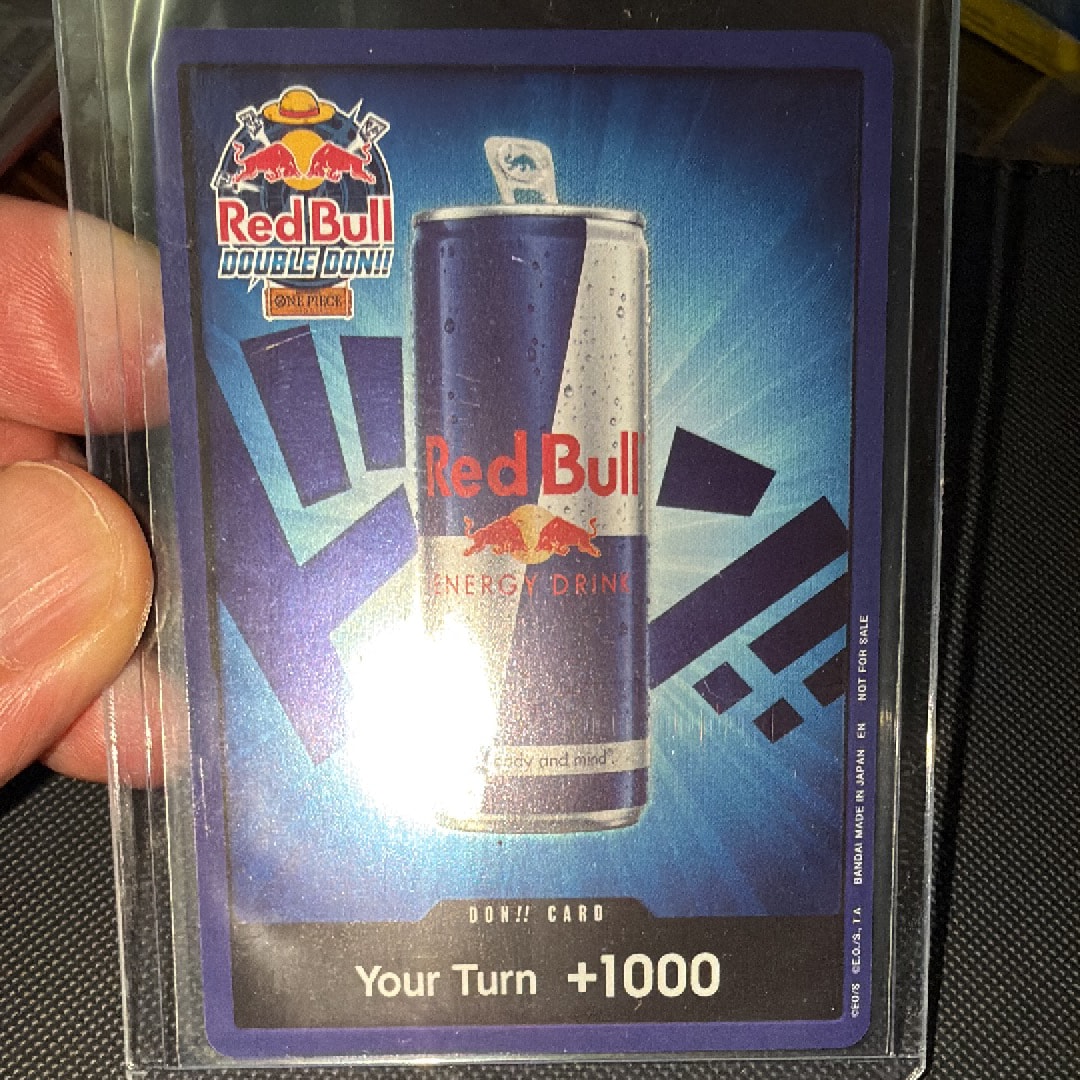 Red Bull
DOUBLE DON!!
ONE PIECE
Red Bull
ENERGY DRINK
body and mind®.
DON!! CARD
Your Turn +1000
©EO/S ©E.O./S., T.A BANDAI MADE IN JAPAN EN NOT FOR SALE